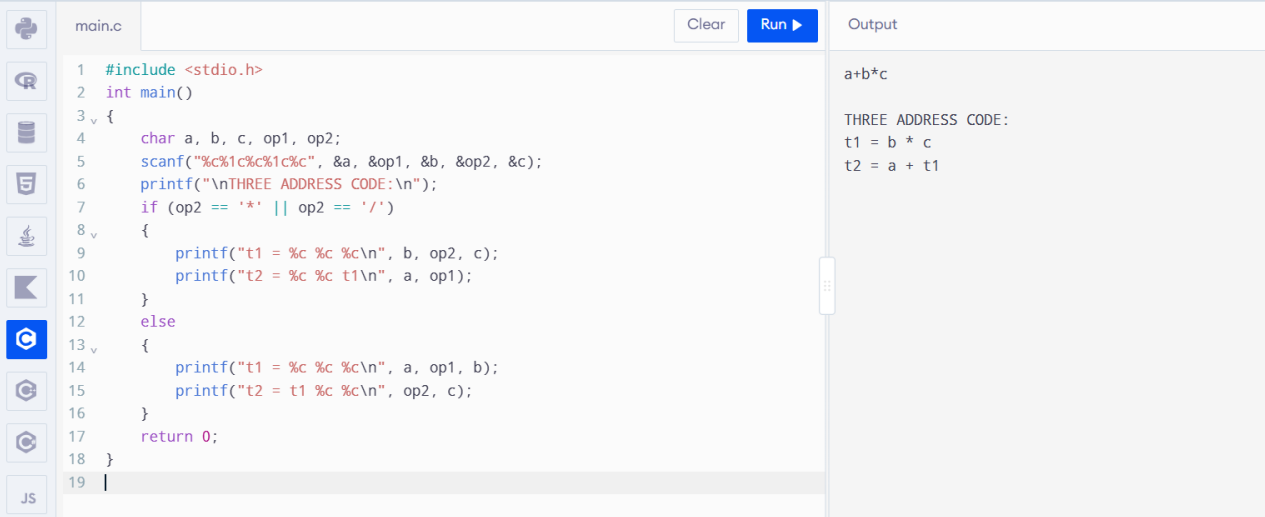 main.c
Clear
Run
Output
1 #include <stdio.h>
2 int main()
3 {
4     char a, b, c, op1, op2;
5     scanf("%c%1c%c%1c%c", &a, &op1, &b, &op2, &c);
6     printf("\nTHREE ADDRESS CODE:\n");
7     if (op2 == '*' || op2 == '/')
8     {
9         printf("t1 = %c %c %c\n", b, op2, c);
10         printf("t2 = %c %c t1\n", a, op1);
11     }
12     else
13     {
14         printf("t1 = %c %c %c\n", a, op1, b);
15         printf("t2 = t1 %c %c\n", op2, c);
16     }
17     return 0;
18 }
19
a+b*c
THREE ADDRESS CODE:
t1 = b * c
t2 = a + t1
R
5
C
C
C
JS